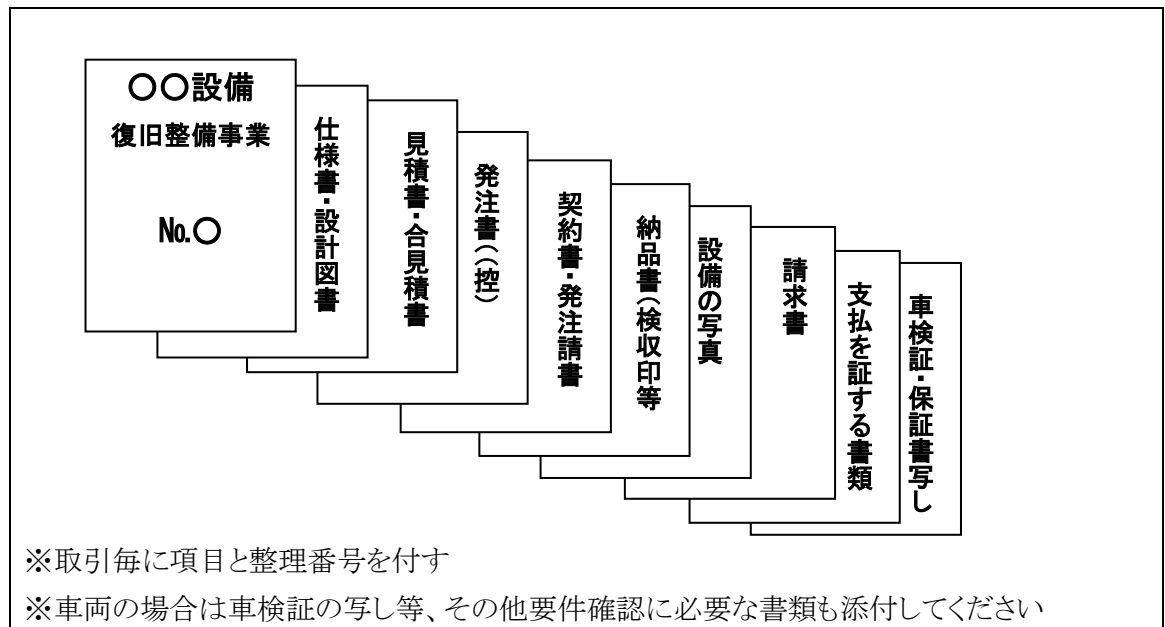 〇〇設備
復旧整備事業
No.〇
仕様書・設計図書
見積書・合見積書
発注書((控)
契約書・発注請書
納品書(検収印等
設備の写真
請求書
支払を証する書類
車検証・保証書写し
※取引毎に項目と整理番号を付す
※車両の場合は車検証の写し等、その他要件確認に必要な書類も添付してください